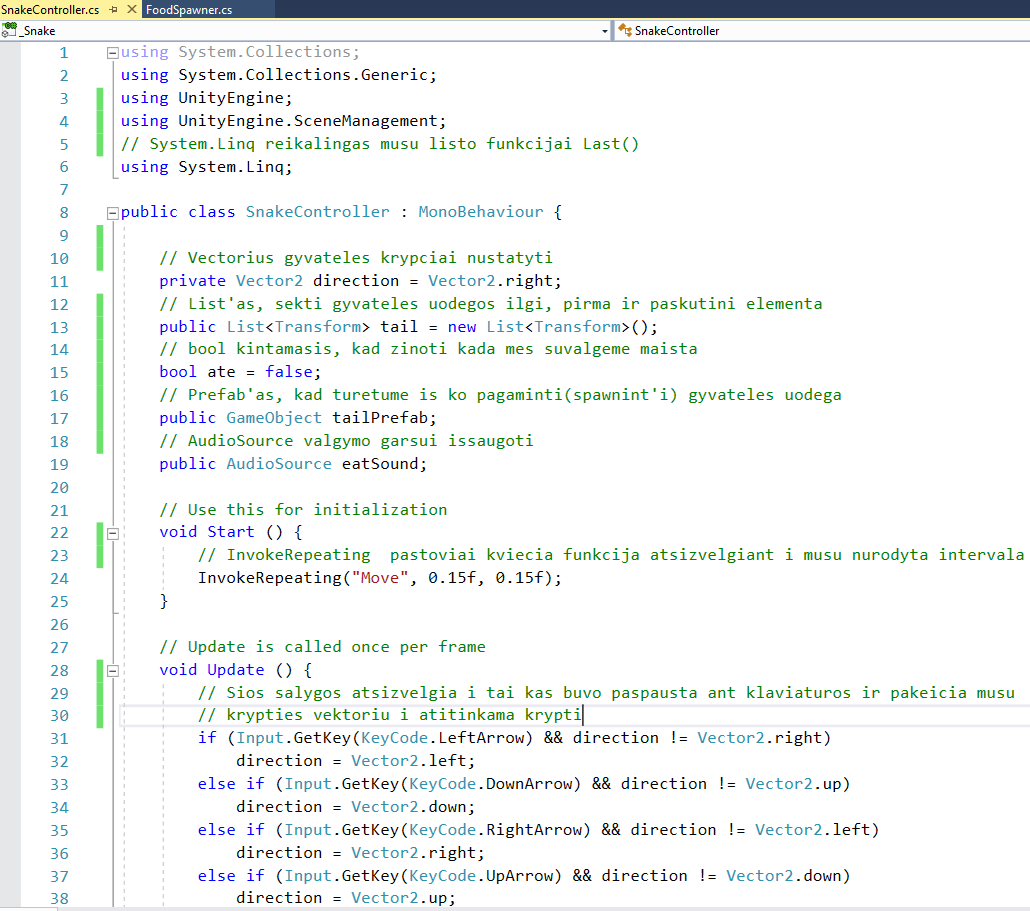 SnakeController.cs FoodSpawner.cs
_Snake SnakeController
1 using System.Collections;
2 using System.Collections.Generic;
3 using UnityEngine;
4 using UnityEngine.SceneManagement;
5 // System.Linq reikalingas musu listo funkcijai Last()
6 using System.Linq;
7
8 public class SnakeController : MonoBehaviour {
9
10 // Vectorius gyvateles krypciai nustatyti
11 private Vector2 direction = Vector2.right;
12 // List'as, sekti gyvateles uodegos ilgi, pirma ir paskutini elementa
13 public List<Transform> tail = new List<Transform>();
14 // bool kintamasis, kad zinoti kada mes suvalgeme maista
15 bool ate = false;
16 // Prefab'as, kad turetume is ko pagaminti(spawnint'i) gyvateles uodega
17 public GameObject tailPrefab;
18 // AudioSource valgymo garsui issaugoti
19 public AudioSource eatSound;
20
21 // Use this for initialization
22 void Start () {
23 // InvokeRepeating  pastoviai kviecia funkcija atsizvelgiant i musu nurodyta intervala
24 InvokeRepeating("Move", 0.15f, 0.15f);
25 }
26
27 // Update is called once per frame
28 void Update () {
29 // Sios salygos atsizvelgia i tai kas buvo paspausta ant klaviaturos ir pakeicia musu
30 // krypties vektoriu i atitinkama krypti
31 if (Input.GetKey(KeyCode.LeftArrow) && direction != Vector2.right)
32 direction = Vector2.left;
33 else if (Input.GetKey(KeyCode.DownArrow) && direction != Vector2.up)
34 direction = Vector2.down;
35 else if (Input.GetKey(KeyCode.RightArrow) && direction != Vector2.left)
36 direction = Vector2.right;
37 else if (Input.GetKey(KeyCode.UpArrow) && direction != Vector2.down)
38 direction = Vector2.up;